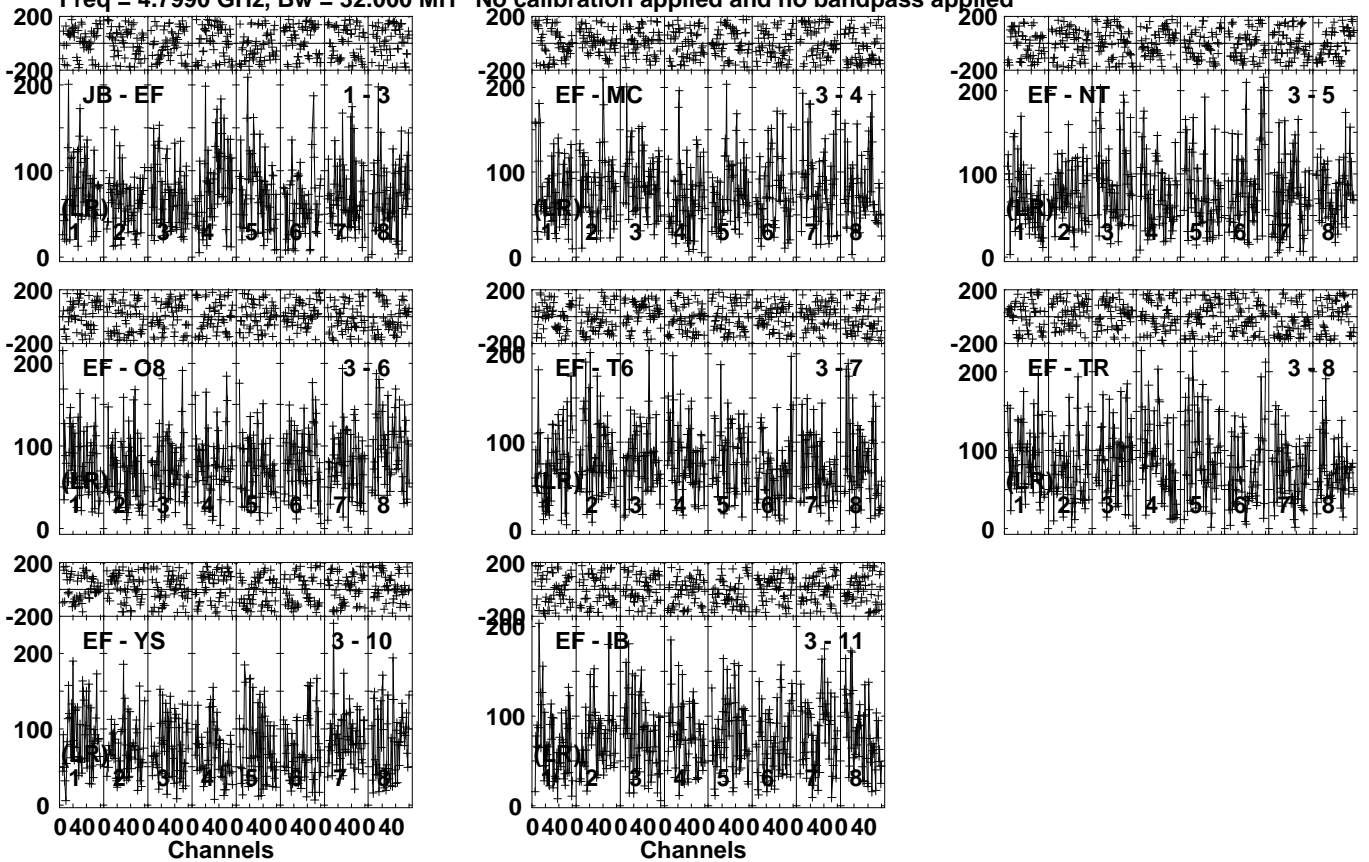 Freq = 4.7990 GHz, Bw = 32.000 MH No calibration applied and no bandpass applied
200
-200
200
100
0
JB - EF 1 - 3
(LR)
1 2 3 4 5 6 7 8
200
-200
200
100
0
EF - MC 3 - 4
(LR)
1 2 3 4 5 6 7 8
200
-200
200
100
0
EF - NT 3 - 5
(LR)
1 2 3 4 5 6 7 8
200
-200
200
100
0
EF - O8 3 - 6
(LR)
1 2 3 4 5 6 7 8
200
-200
200
100
0
EF - T6 3 - 7
(LR)
1 2 3 4 5 6 7 8
200
-200
200
100
0
EF - TR 3 - 8
(LR)
1 2 3 4 5 6 7 8
200
-200
200
100
0
EF - YS 3 - 10
(LR)
1 2 3 4 5 6 7 8
0 40 0 40 0 40 0 40 0 40 0 40 0 40 0 40
Channels
200
-200
200
100
0
EF - IB 3 - 11
(LR)
1 2 3 4 5 6 7 8
0 40 0 40 0 40 0 40 0 40 0 40 0 40 0 40
Channels